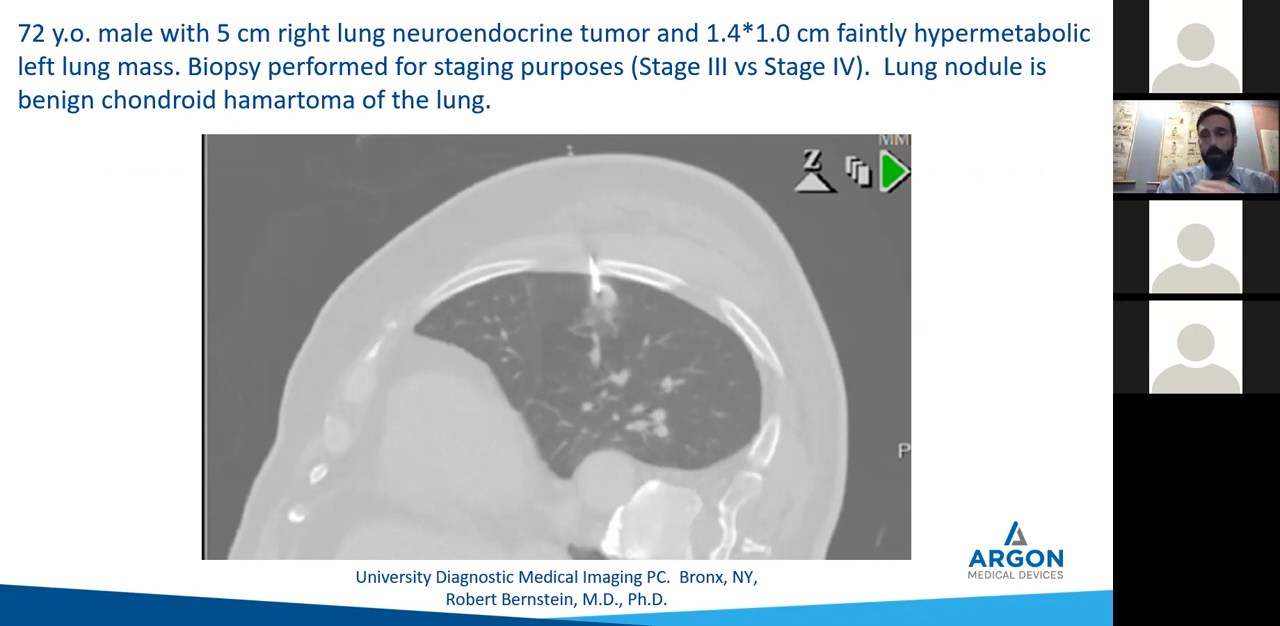 72 y.o. male with 5 cm right lung neuroendocrine tumor and 1.4*1.0 cm faintly hypermetabolic
left lung mass. Biopsy performed for staging purposes (Stage III vs Stage IV).  Lung nodule is
benign chondroid hamartoma of the lung.
MM
Z
P
ARGON
MEDICAL DEVICES
University Diagnostic Medical Imaging PC.  Bronx, NY,
Robert Bernstein, M.D., Ph.D.